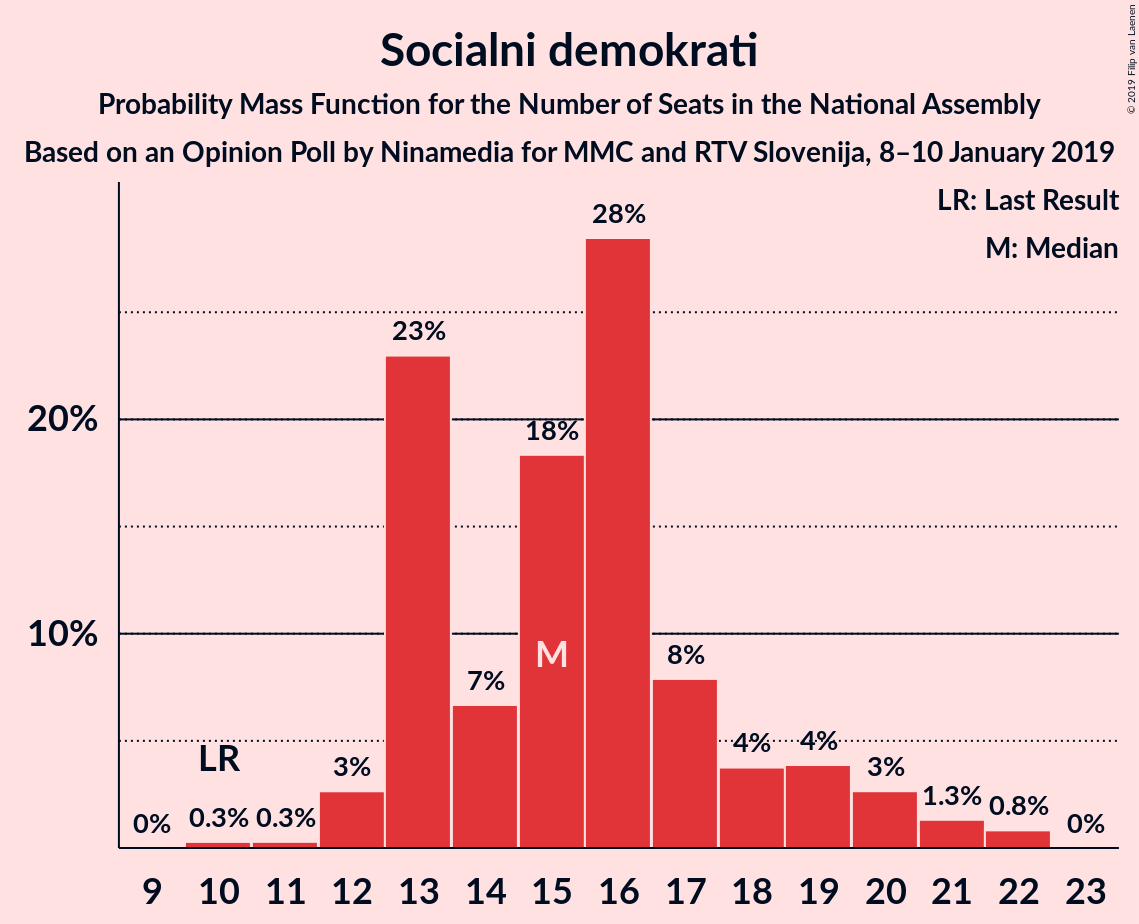 Socialni demokrati
Probability Mass Function for the Number of Seats in the National Assembly
Based on an Opinion Poll by Ninamedia for MMC and RTV Slovenija, 8–10 January 2019
© 2019 Filip van Laenen
LR: Last Result
M: Median
28%
23%
20%
18%
10%
M
8%
7%
LR
4%
4%
3%
3%
1.3%
0.8%
0%
0.3%
0.3%
0%
9 10 11 12 13 14 15 16 17 18 19 20 21 22 23